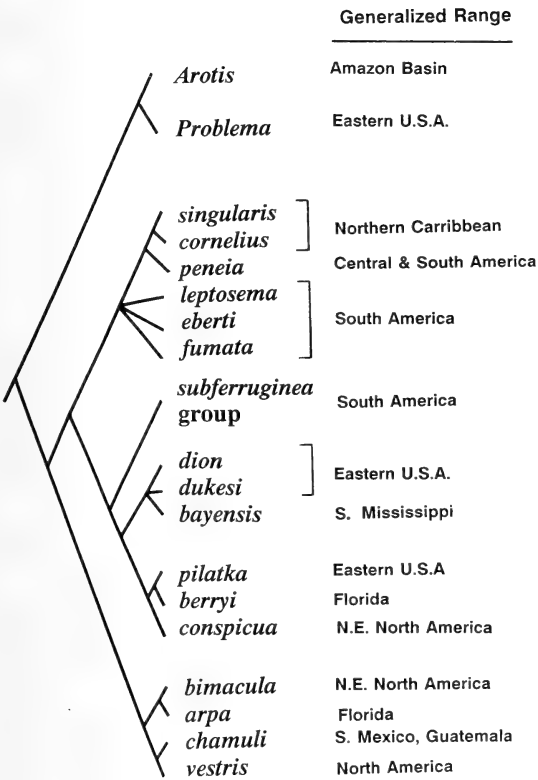 Generalized Range
Arotis Amazon Basin
Problema Eastern U.S.A.
singularis
cornelius Northern Carribbean
peneia Central & South America
leptosema
eberti South America
fumata
subferruginea South America
group
dion Eastern U.S.A.
dukesi
bayensis S. Mississippi
pilatka Eastern U.S.A
berryi Florida
conspicua N.E. North America
bimacula N.E. North America
arpa Florida
chamuli S. Mexico, Guatemala
vestris North America